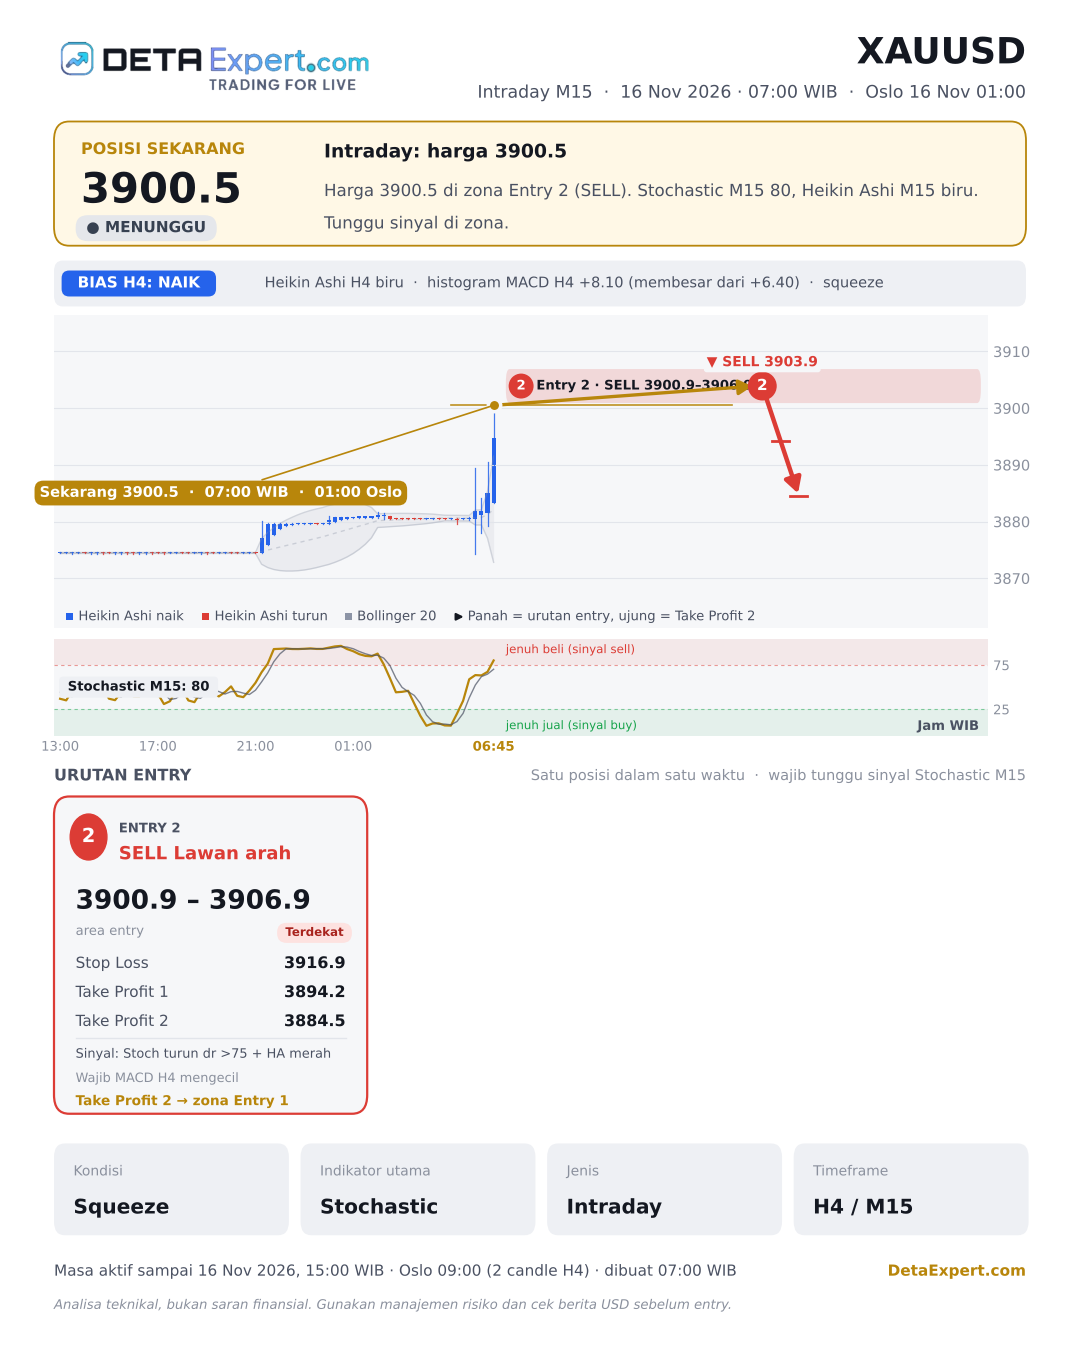 DETA Expert.com
TRADING FOR LIVE
XAUUSD
Intraday M15 · 16 Nov 2026 · 07:00 WIB · Oslo 16 Nov 01:00
POSISI SEKARANG
3900.5
● MENUNGGU
Intraday: harga 3900.5
Harga 3900.5 di zona Entry 2 (SELL). Stochastic M15 80, Heikin Ashi M15 biru.
Tunggu sinyal di zona.
BIAS H4: NAIK
Heikin Ashi H4 biru · histogram MACD H4 +8.10 (membesar dari +6.40) · squeeze
▼ SELL 3903.9
2 Entry 2 · SELL 3900.9–3906.9
2
3910
3900
3890
3880
3870
Sekarang 3900.5 · 07:00 WIB · 01:00 Oslo
Heikin Ashi naik
Heikin Ashi turun
Bollinger 20
Panah = urutan entry, ujung = Take Profit 2
jenuh beli (sinyal sell)
75
Stochastic M15: 80
25
jenuh jual (sinyal buy)
Jam WIB
13:00 17:00 21:00 01:00 06:45
URUTAN ENTRY
Satu posisi dalam satu waktu · wajib tunggu sinyal Stochastic M15
2
ENTRY 2
SELL Lawan arah
3900.9 – 3906.9
area entry
Terdekat
Stop Loss 3916.9
Take Profit 1 3894.2
Take Profit 2 3884.5
Sinyal: Stoch turun dr >75 + HA merah
Wajib MACD H4 mengecil
Take Profit 2 → zona Entry 1
Kondisi
Squeeze
Indikator utama
Stochastic
Jenis
Intraday
Timeframe
H4 / M15
Masa aktif sampai 16 Nov 2026, 15:00 WIB · Oslo 09:00 (2 candle H4) · dibuat 07:00 WIB
DetaExpert.com
Analisa teknikal, bukan saran finansial. Gunakan manajemen risiko dan cek berita USD sebelum entry.